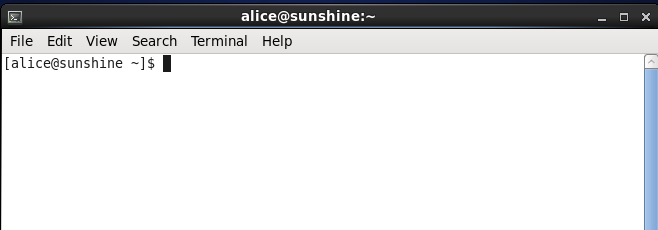 alice@sunshine:~
File Edit View Search Terminal Help
[alice@sunshine ~]$